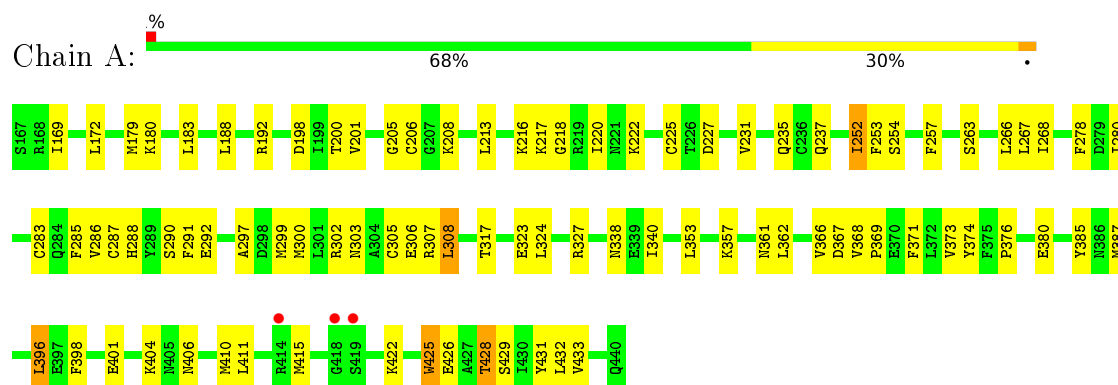 .%
Chain A:
68% 30% •
S167 R168 I169 L172 M179 K180 L183 L188 R192 D198 I199 T200 V201 G205 C206 G207 K208 L213 K216 K217 G218 R219 I220 N221 K222 C225 T226 D227 V231 Q235 C236 Q237 I252 F253 S254 F257 S263 L266 L267 I268 F278 D279 I280
C283 Q284 F285 V286 C287 H288 Y289 S290 F291 E292 A297 D298 M299 M300 L301 R302 N303 A304 C305 E306 R307 L308 T317 E323 L324 R327 N338 E339 I340 L353 K357 N361 L362 V366 D367 V368 P369 E370 F371 L372 V373 Y374 F375 P376 E380 Y385 N386 M387
L396 E397 F398 E401 K404 N405 N406 M410 L411 R414 M415 G418 S419 K422 W425 E426 A427 T428 S429 I430 Y431 L432 V433 Q440